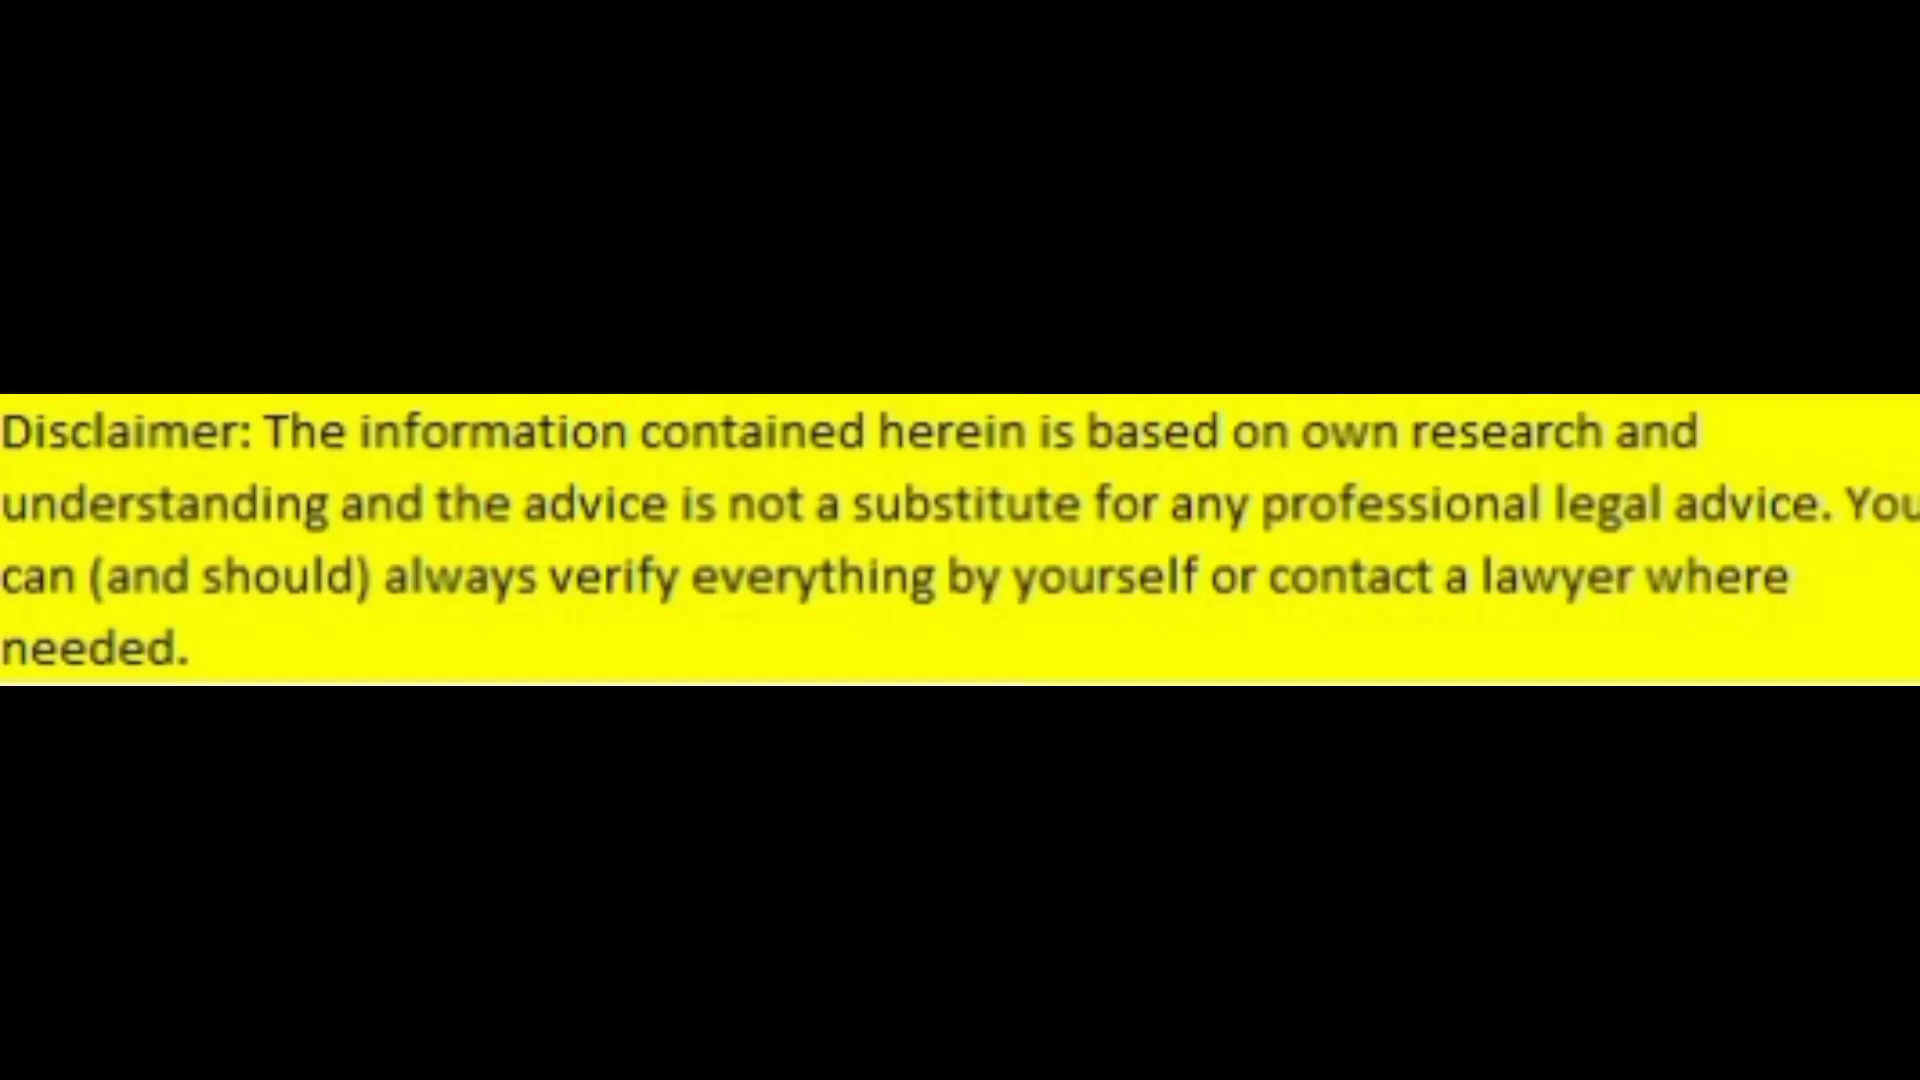 Disclaimer: The information contained herein is based on own research and
understanding and the advice is not a substitute for any professional legal advice. You
can (and should) always verify everything by yourself or contact a lawyer where
needed.